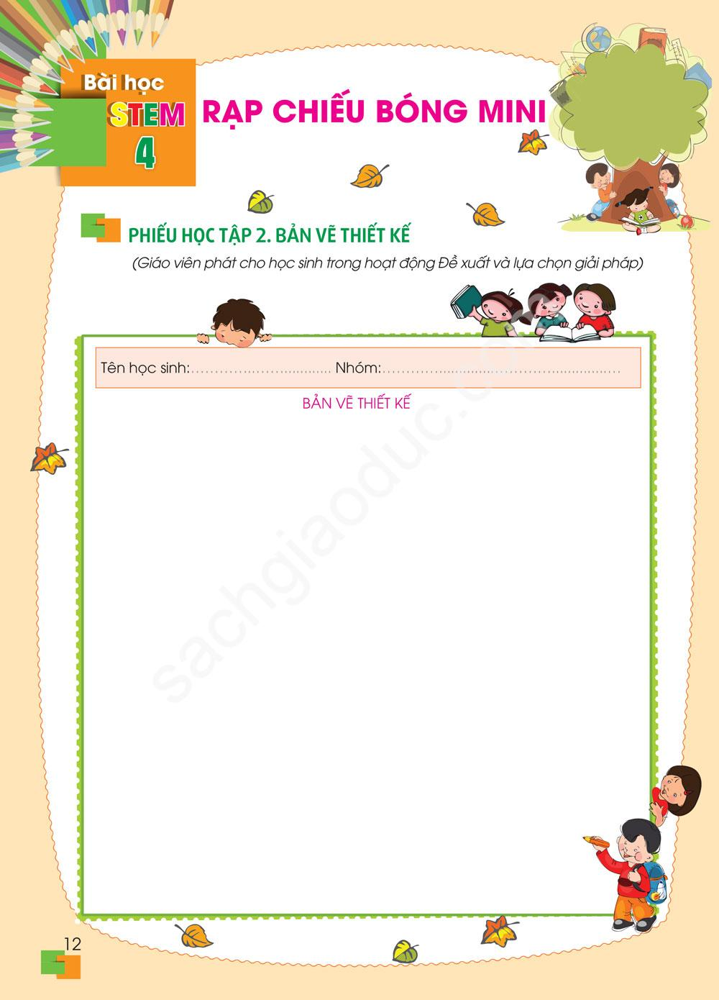 Bài học
STEM
4
RẠP CHIẾU BÓNG MINI
PHIẾU HỌC TẬP 2. BẢN VẼ THIẾT KẾ
(Giáo viên phát cho học sinh trong hoạt động Đề xuất và lựa chọn giải pháp)
Tên học sinh:........................... Nhóm:.............................................
BẢN VẼ THIẾT KẾ
sachgiaoduc.com
12